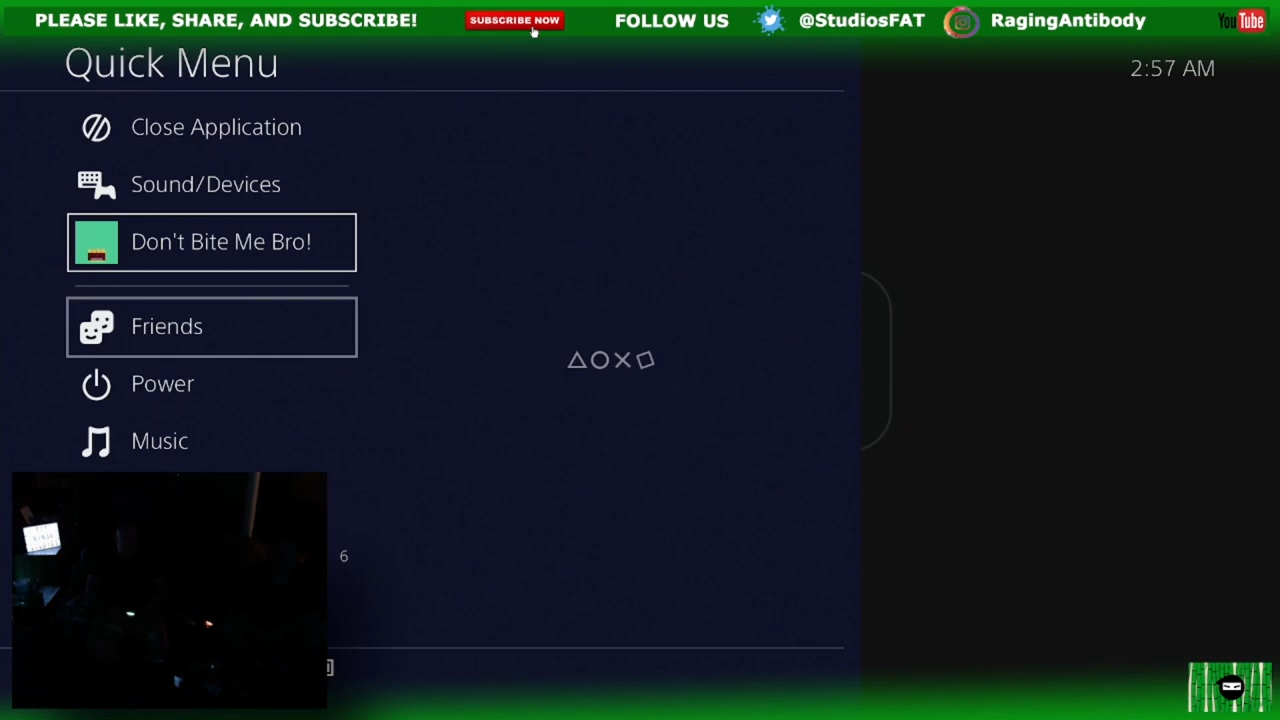 PLEASE LIKE, SHARE, AND SUBSCRIBE!
SUBSCRIBE NOW
FOLLOW US
@StudiosFAT
RagingAntibody
YouTube
Quick Menu
2:57 AM
Close Application
Sound/Devices
Don't Bite Me Bro!
Friends
Power
Music
6